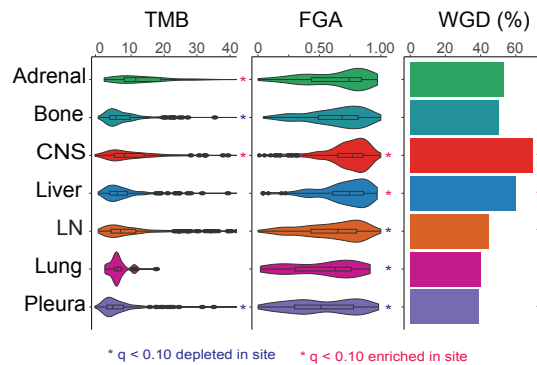 TMB FGA WGD (%)
0 10 20 30 40 0 0.50 1.00 0 20 40 60
Adrenal *
Bone *
CNS * *
Liver * *
LN *
Lung *
Pleura * *
* q < 0.10 depleted in site * q < 0.10 enriched in site